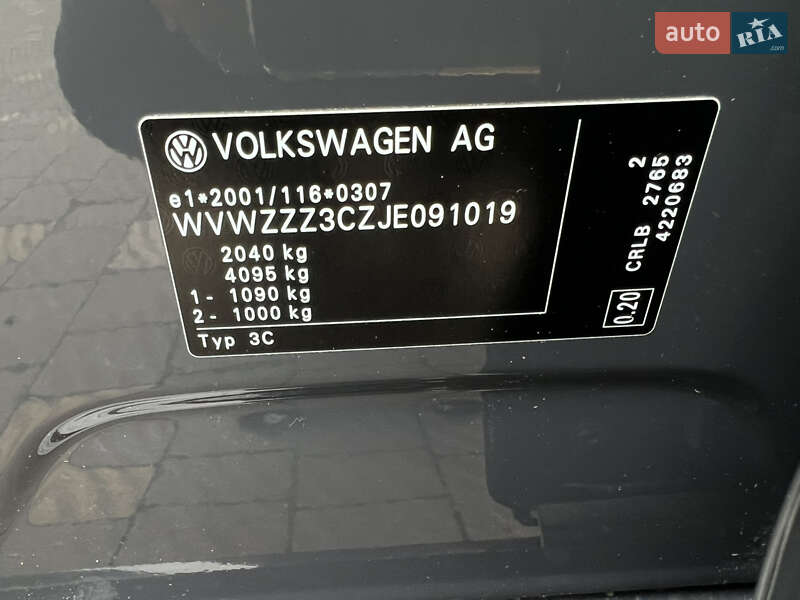 auto RIA
.com
VOLKSWAGEN AG
e1*2001/116*0307
WVWZZZ3CZJE091019
2040 kg
4095 kg
1 - 1090 kg
2 - 1000 kg
Typ 3C
2
CRLB 2765
4220683
0.20